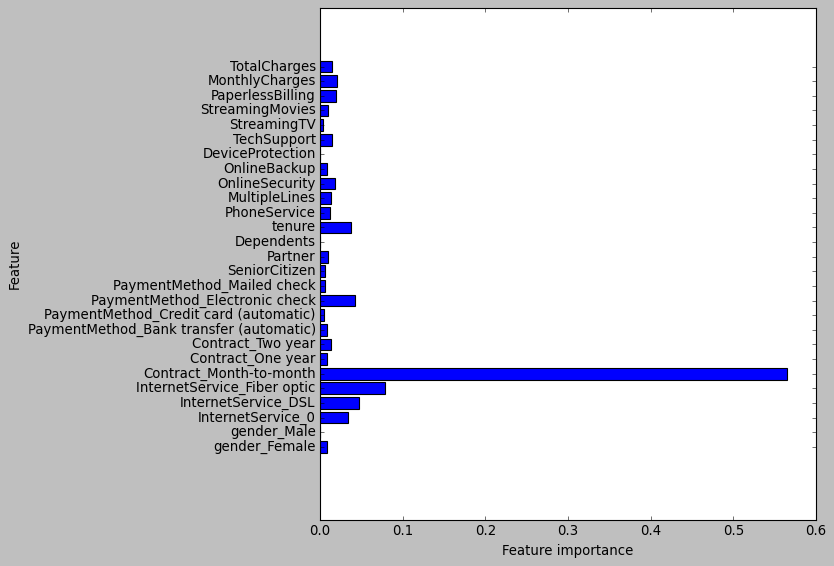 TotalCharges
MonthlyCharges
PaperlessBilling
StreamingMovies
StreamingTV
TechSupport
DeviceProtection
OnlineBackup
OnlineSecurity
MultipleLines
PhoneService
tenure
Dependents
Partner
SeniorCitizen
PaymentMethod_Mailed check
PaymentMethod_Electronic check
PaymentMethod_Credit card (automatic)
PaymentMethod_Bank transfer (automatic)
Contract_Two year
Contract_One year
Contract_Month-to-month
InternetService_Fiber optic
InternetService_DSL
InternetService_0
gender_Male
gender_Female
Feature
0.0 0.1 0.2 0.3 0.4 0.5 0.6
Feature importance